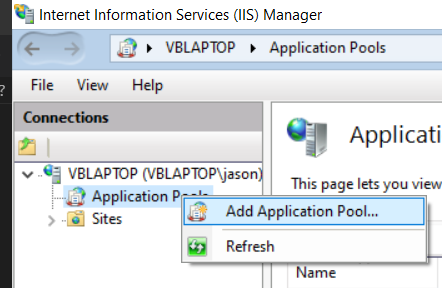 Internet Information Services (IIS) Manager
VBLAPTOP Application Pools
File View Help
?
Connections
VBLAPTOP (VBLAPTOP\jason)
Application Pools
Sites
Add Application Pool...
Refresh
Applicati
This page lets you view
Name